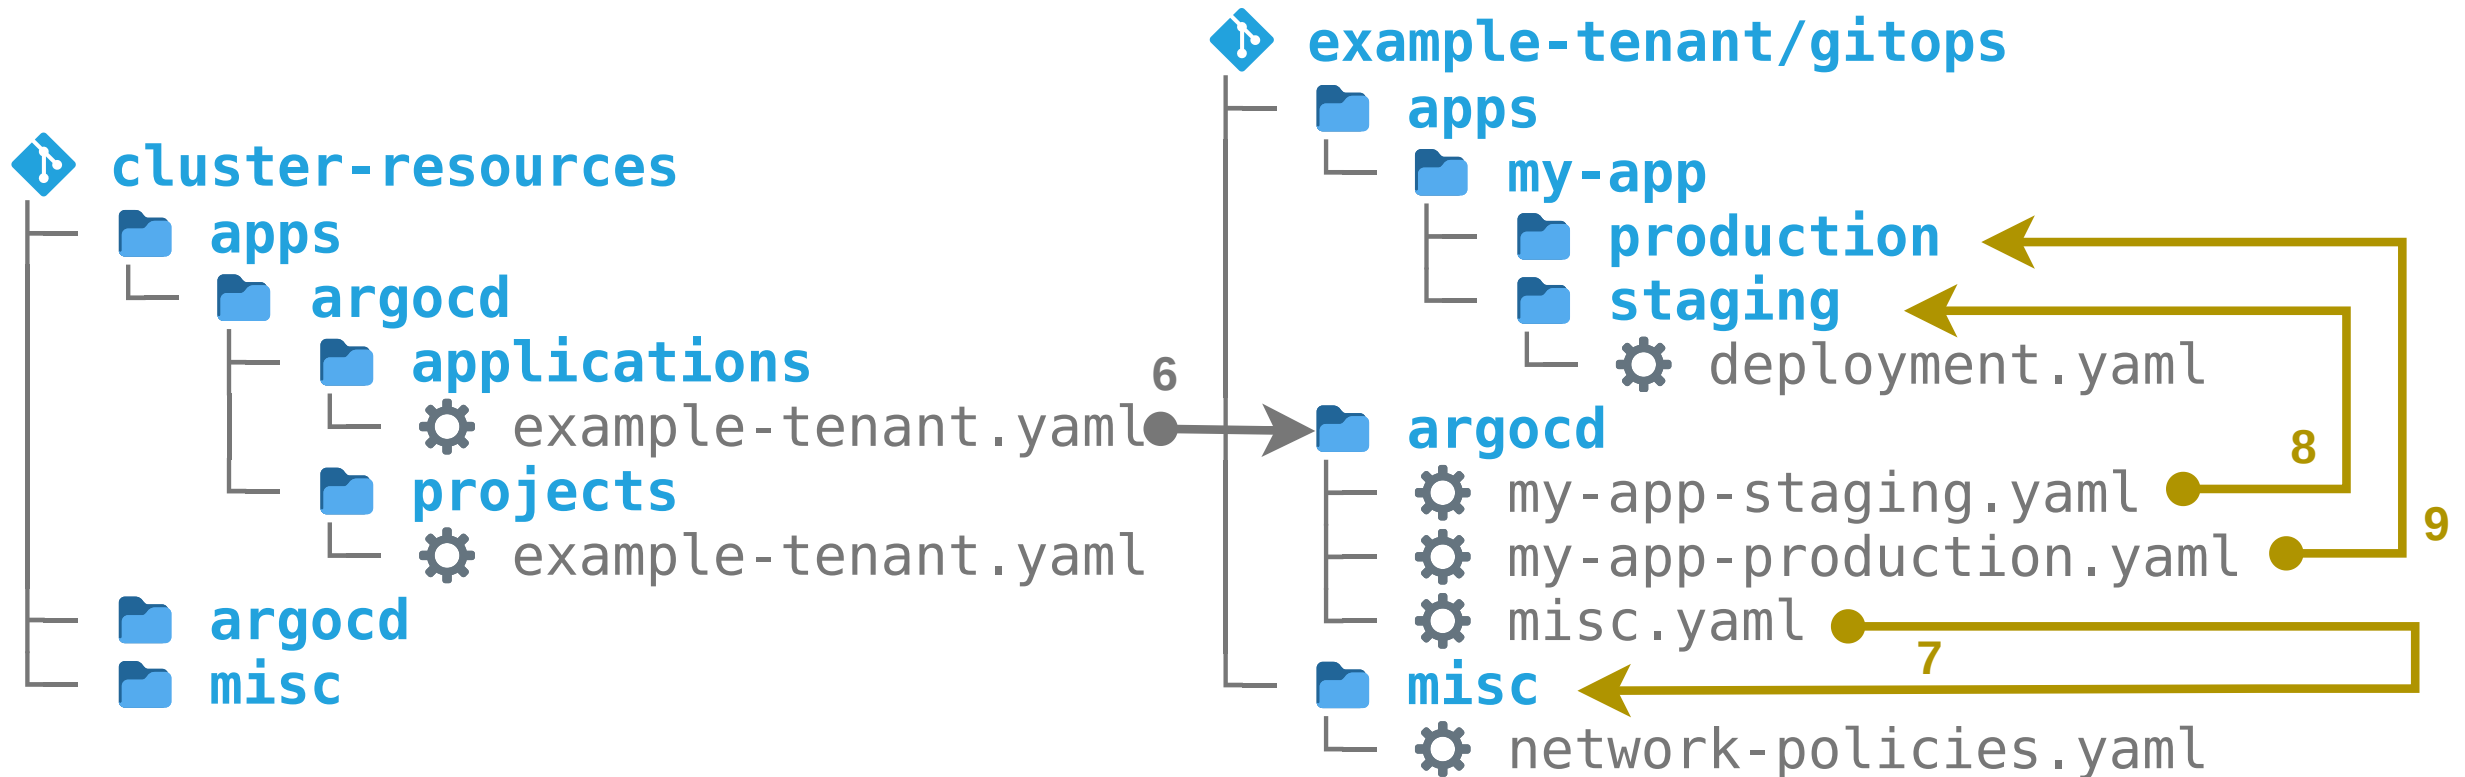 cluster-resources
apps
argocd
applications
example-tenant.yaml
projects
example-tenant.yaml
argocd
misc
6
example-tenant/gitops
apps
my-app
production
staging
deployment.yaml
argocd
my-app-staging.yaml
8
my-app-production.yaml
9
misc.yaml
7
misc
network-policies.yaml